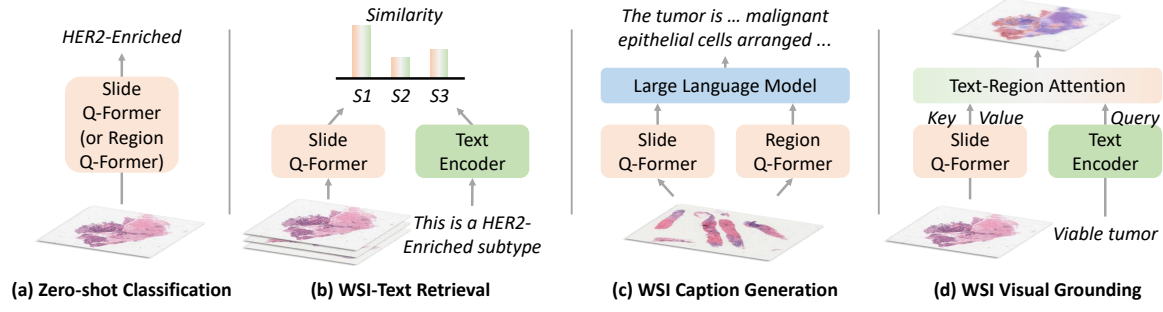 HER2-Enriched
Slide
Q-Former
(or Region
Q-Former)
(a) Zero-shot Classification
Similarity
S1 S2 S3
Slide
Q-Former
Text
Encoder
This is a HER2-
Enriched subtype
(b) WSI-Text Retrieval
The tumor is ... malignant
epithelial cells arranged ...
Large Language Model
Slide
Q-Former
Region
Q-Former
(c) WSI Caption Generation
Text-Region Attention
Key Value Query
Slide
Q-Former
Text
Encoder
Viable tumor
(d) WSI Visual Grounding